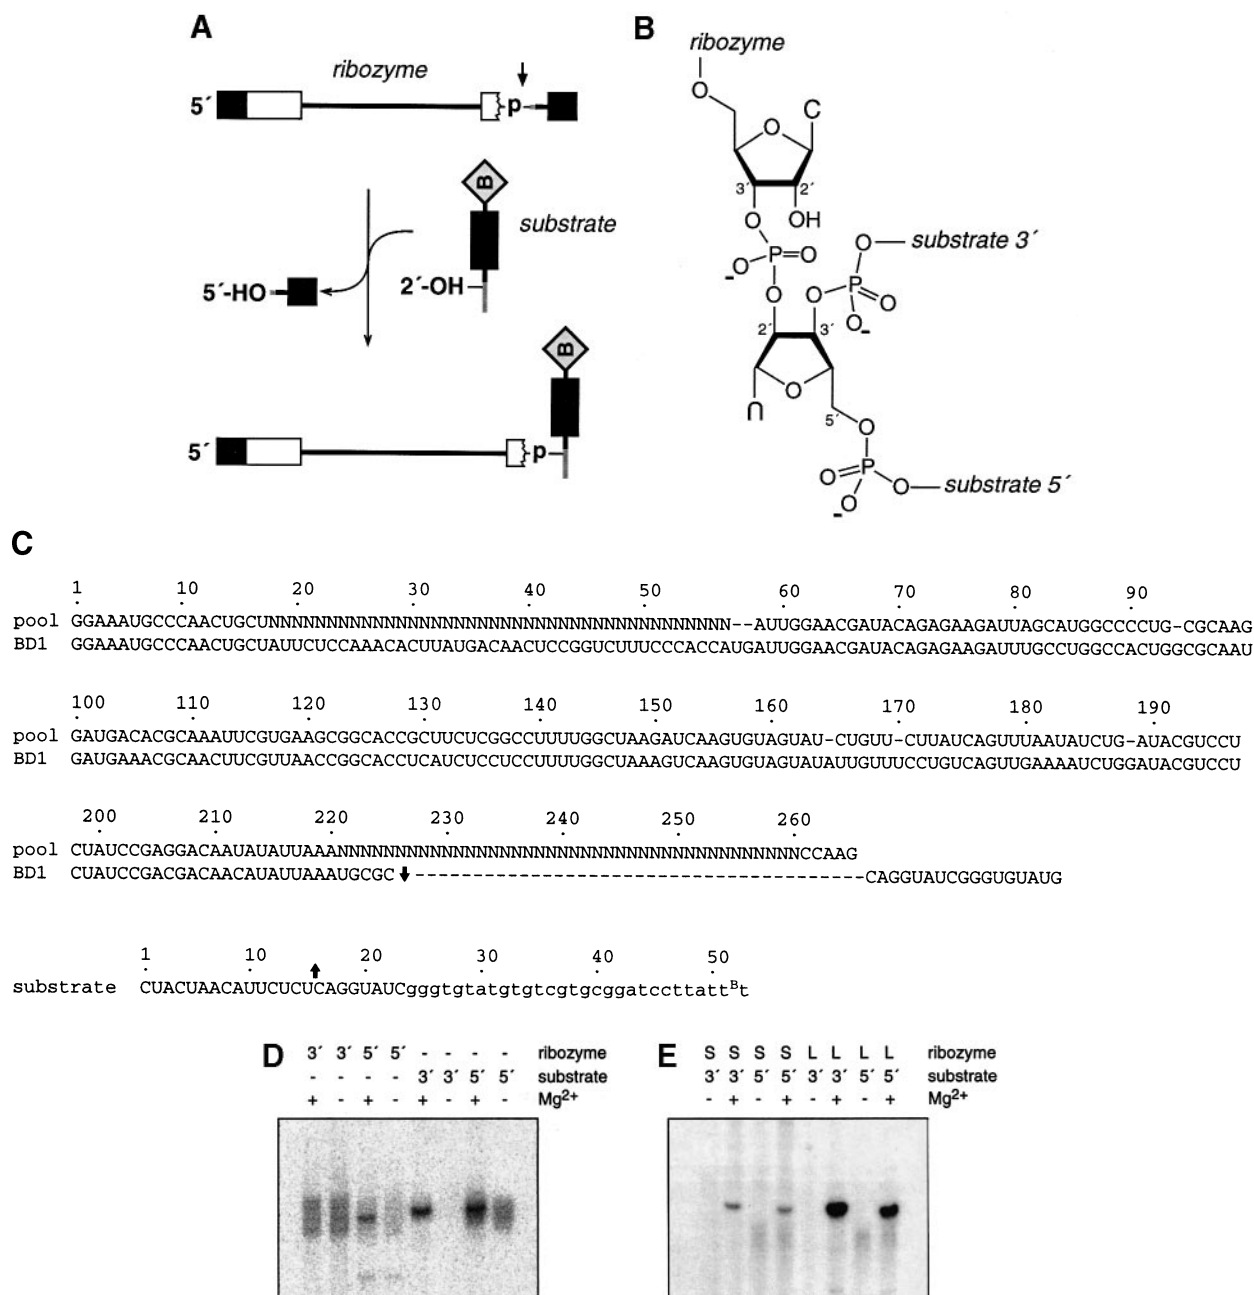 A
B
ribozyme
5´ p
B
substrate
5´-HO
2´-OH
B
5´ p
ribozyme
O
C
O
3´ 2´
O OH
O P=O
-
O O P O
O substrate 3´
O-
2´ 3´
O
U
5´ O
O P O substrate 5´
O
-
C
1 10 20 30 40 50 60 70 80 90
pool GGAAAUGCCCAACUGCUNNNNNNNNNNNNNNNNNNNNNNNNNNNNNNNNNNNNNNNN--AUUGGAACGAUACAGAGAAGAUUAGCAUGGCCCCUG-CGCAAG
BD1 GGAAAUGCCCAACUGCUAUUCUCCAAACACUUAUGACAACUCCGGUCUUUCCCACCAUGAUUGGAACGAUACAGAGAAGAUUUGCCUGGCCACUGGCGCAAU
100 110 120 130 140 150 160 170 180 190
pool GAUGACACGCAAAUUCGUGAAGCGGCACCGCUUCUCGGCCUUUUGGCUAAGAUCAAGUGUAGUAU-CUGUU-CUUAUCAGUUUAAUAUCUG-AUACGUCCU
BD1 GAUGAAACGCAACUUCGUUAACCGGCACCUCAUCUCCUCCUUUUGGCUAAAGUCAAGUGUAGUAUAUUGUUUCCUGUCAGUUGAAAAUCUGGAUACGUCCU
200 210 220 230 240 250 260
pool CUAUCCGAGGACAAUAUAUUAAANNNNNNNNNNNNNNNNNNNNNNNNNNNNNNNNNNNNNNNNCCAAG
BD1 CUAUCCGACGACAACAUAUUAAAUGCGC ---------------------------------------CAGGUAUCGGGUGUAUG
1 10 20 30 40 50
substrate CUACUAACAUUCUCUCAGGUAUCgggtgtatgtgtcgtgcggatccttattᴮt
D 3´ 3´ 5´ 5´ - - - - ribozyme
- - - - 3´ 3´ 5´ 5´ substrate
+ - + - + - + - Mg²⁺
E S S S S L L L L ribozyme
3´ 3´ 5´ 5´ 3´ 3´ 5´ 5´ substrate
- + - + - + - + Mg²⁺